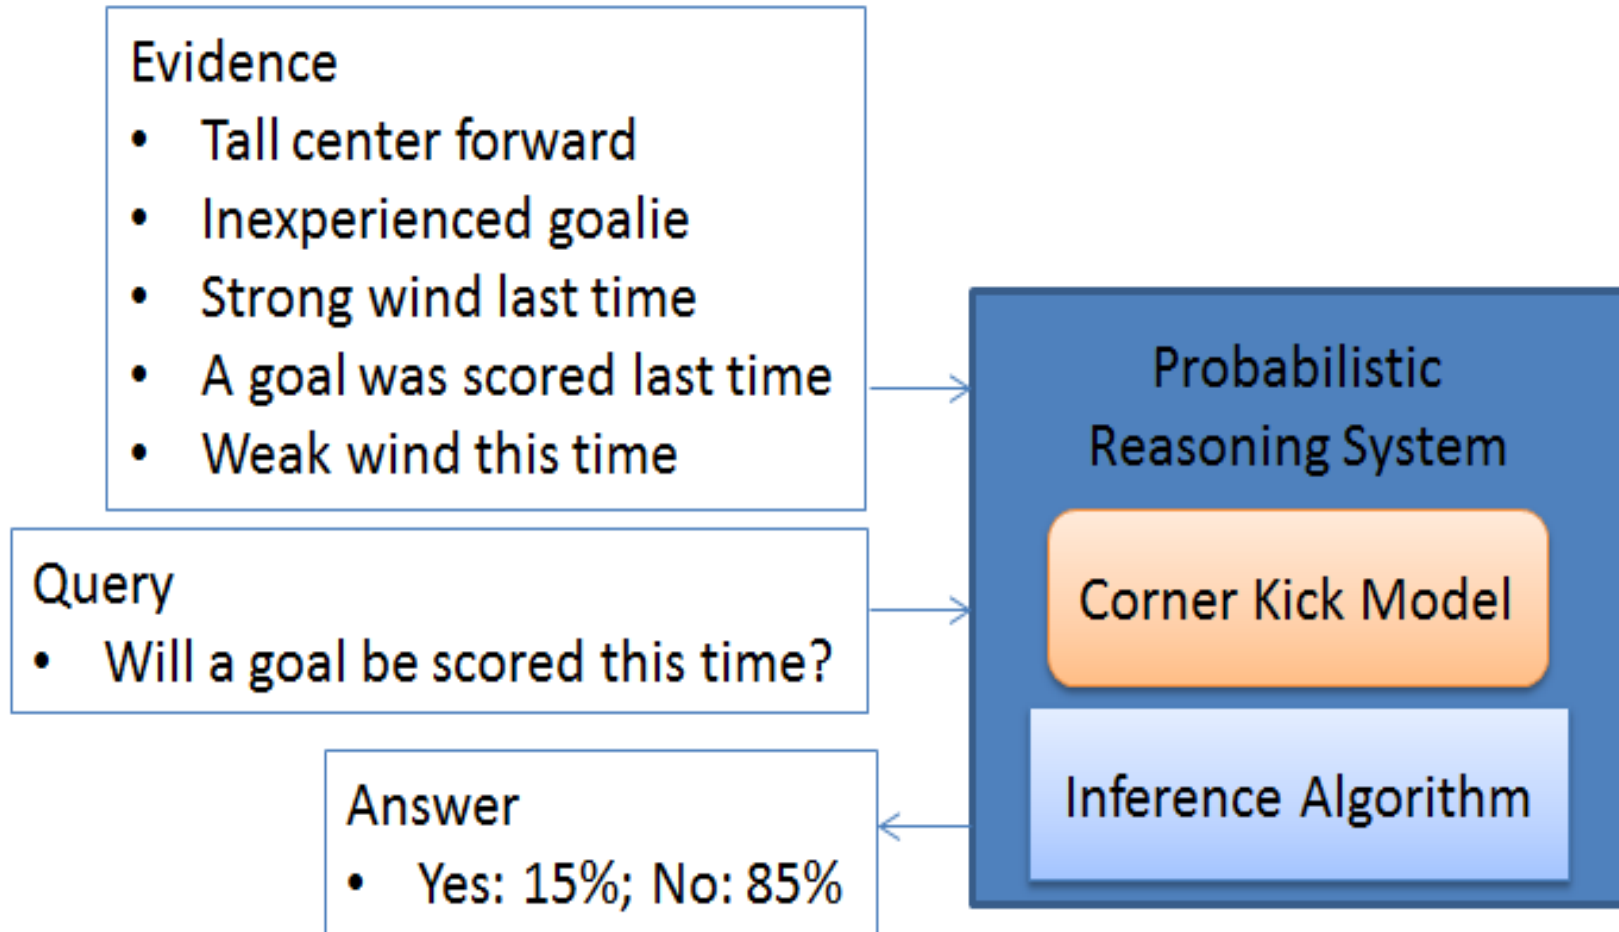 Evidence
• Tall center forward
• Inexperienced goalie
• Strong wind last time
• A goal was scored last time
• Weak wind this time
Query
• Will a goal be scored this time?
Answer
• Yes: 15%; No: 85%
Probabilistic
Reasoning System
Corner Kick Model
Inference Algorithm